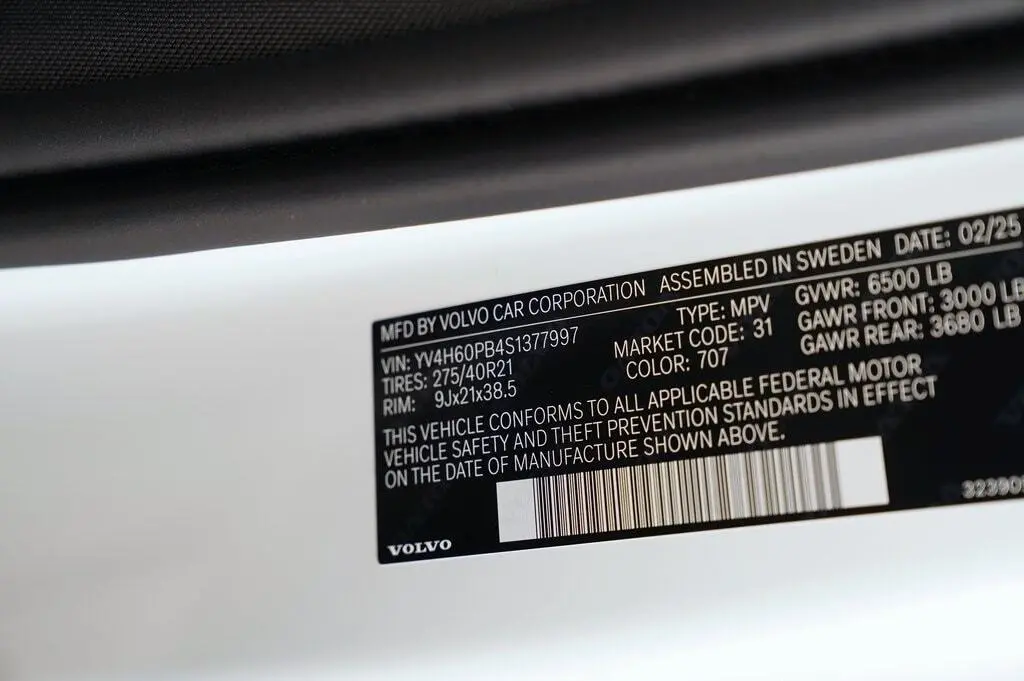 MFD BY VOLVO CAR CORPORATION ASSEMBLED IN SWEDEN DATE: 02/25
VIN: YV4H60PB4S1377997 TYPE: MPV GVWR: 6500 LB
TIRES: 275/40R21 MARKET CODE: 31 GAWR FRONT: 3000 LB
RIM: 9Jx21x38.5 COLOR: 707 GAWR REAR: 3680 LB
THIS VEHICLE CONFORMS TO ALL APPLICABLE FEDERAL MOTOR
VEHICLE SAFETY AND THEFT PREVENTION STANDARDS IN EFFECT
ON THE DATE OF MANUFACTURE SHOWN ABOVE.
VOLVO